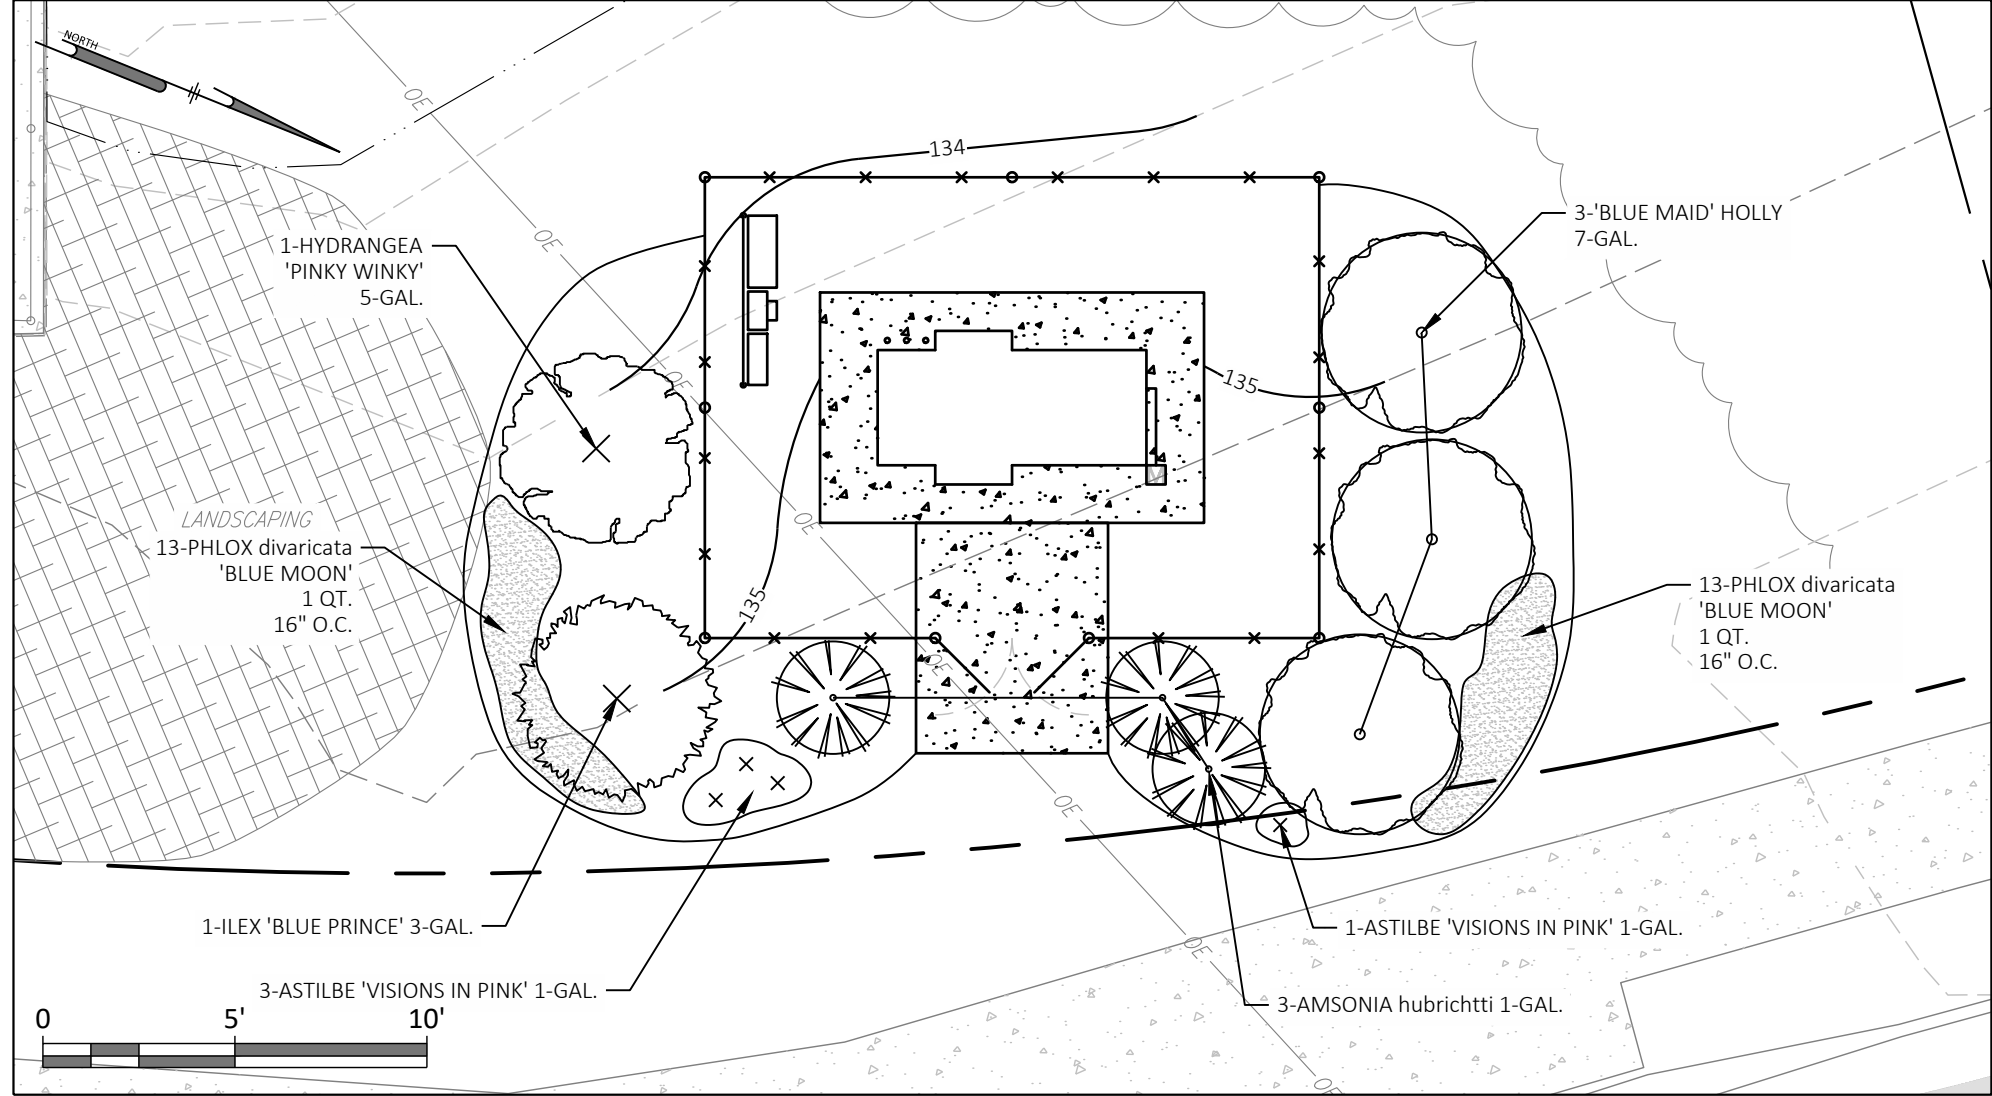 NORTH
OE
134
OE
3-'BLUE MAID' HOLLY
7-GAL.
1-HYDRANGEA
'PINKY WINKY'
5-GAL.
OE
135
LANDSCAPING
13-PHLOX divaricata
'BLUE MOON'
1 QT.
16" O.C.
OE
135
13-PHLOX divaricata
'BLUE MOON'
1 QT.
16" O.C.
OE
OE
1-ILEX 'BLUE PRINCE' 3-GAL.
1-ASTILBE 'VISIONS IN PINK' 1-GAL.
OE
3-ASTILBE 'VISIONS IN PINK' 1-GAL.
3-AMSONIA hubrichtti 1-GAL.
0 5' 10'
OE